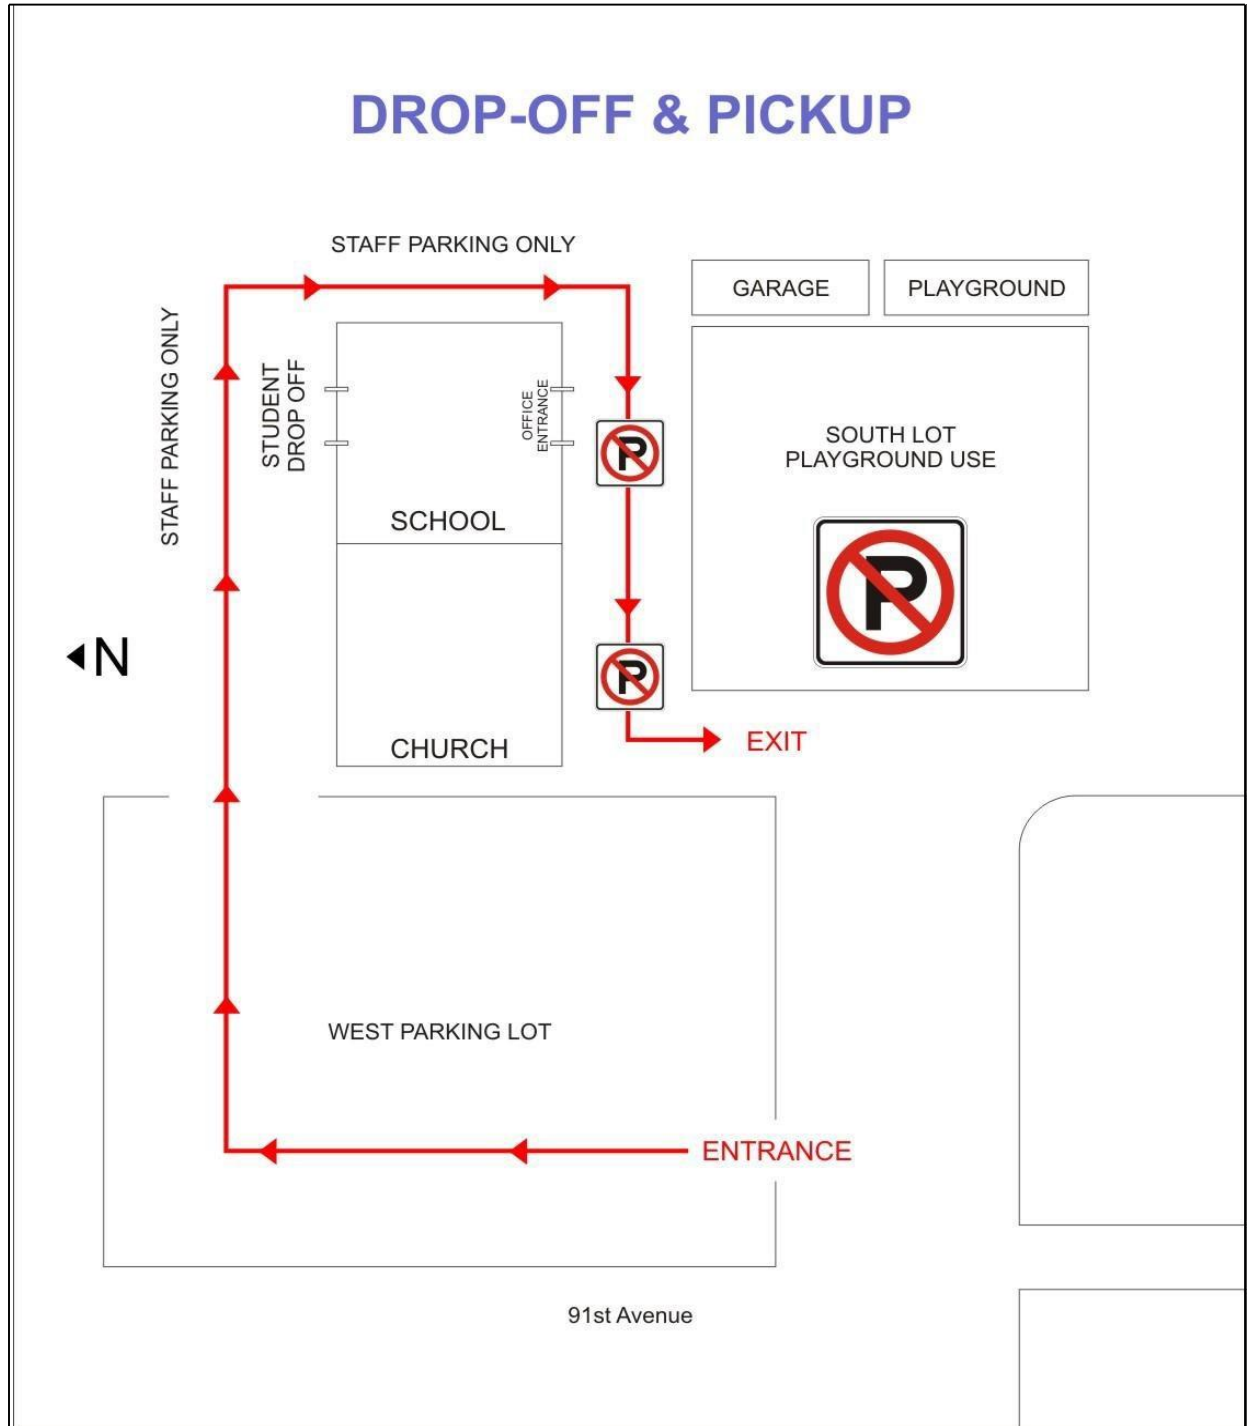 DROP-OFF & PICKUP
STAFF PARKING ONLY
GARAGE
PLAYGROUND
STAFF PARKING ONLY
STUDENT
DROP OFF
OFFICE
ENTRANCE
SOUTH LOT
PLAYGROUND USE
SCHOOL
P
P
N
P
CHURCH
EXIT
WEST PARKING LOT
ENTRANCE
91st Avenue